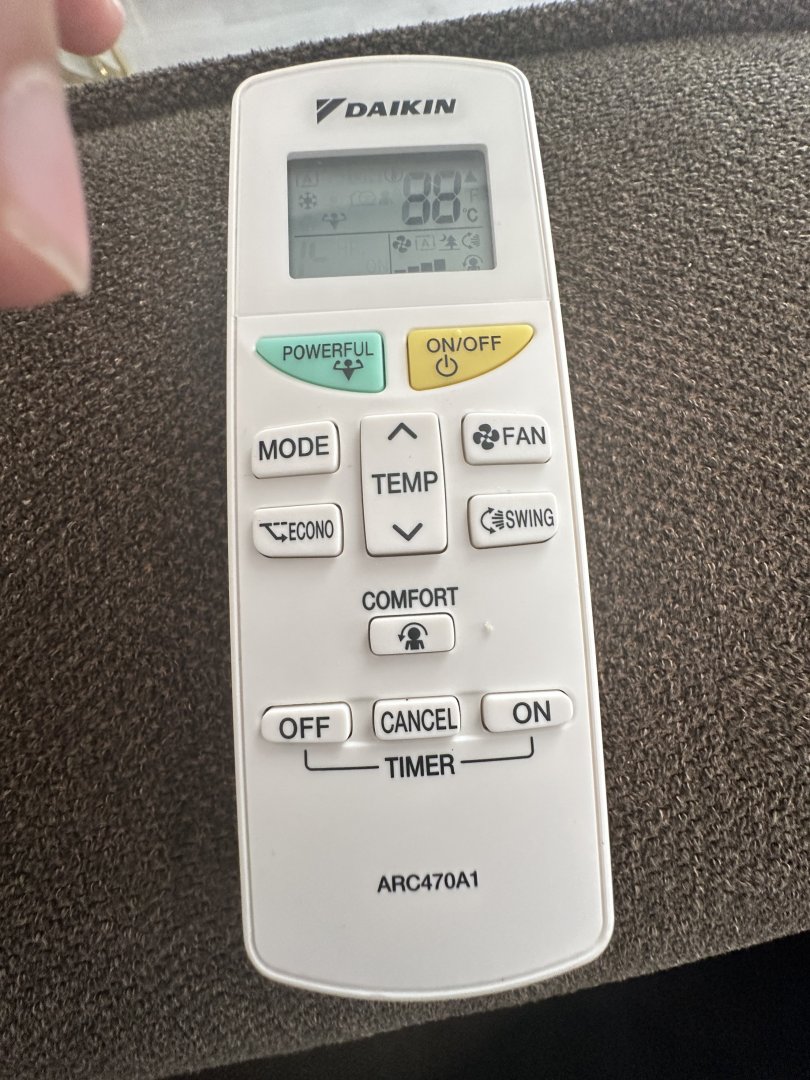 DAIKIN
88
°C
A
POWERFUL
ON/OFF
MODE
TEMP
FAN
ECONO
SWING
COMFORT
OFF
CANCEL
ON
TIMER
ARC470A1